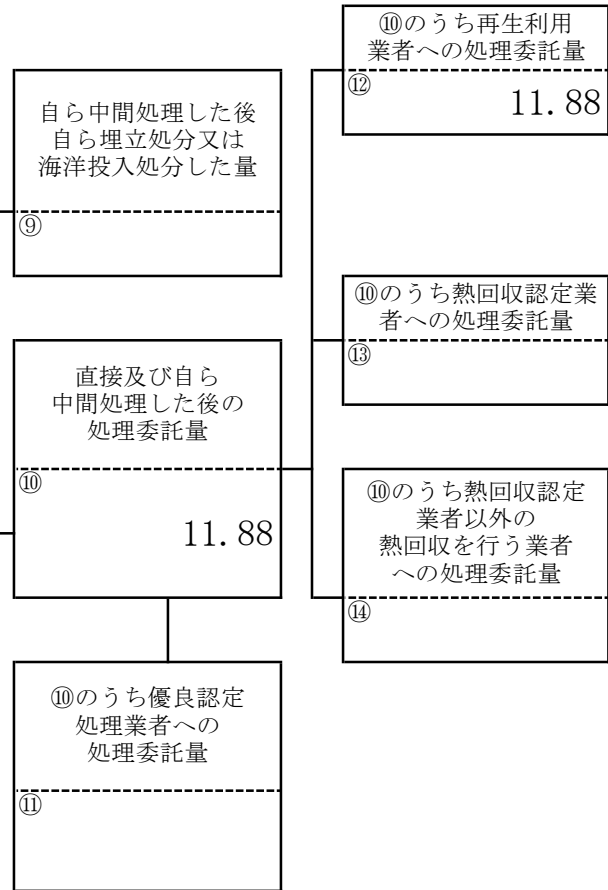 自ら中間処理した後
自ら埋立処分又は
海洋投入処分した量
⑨
直接及び自ら
中間処理した後の
処理委託量
⑩
11.88
⑩のうち優良認定
処理業者への
処理委託量
⑪
⑩のうち再生利用
業者への処理委託量
⑫
11.88
⑩のうち熱回収認定業
者への処理委託量
⑬
⑩のうち熱回収認定
業者以外の
熱回収を行う業者
への処理委託量
⑭